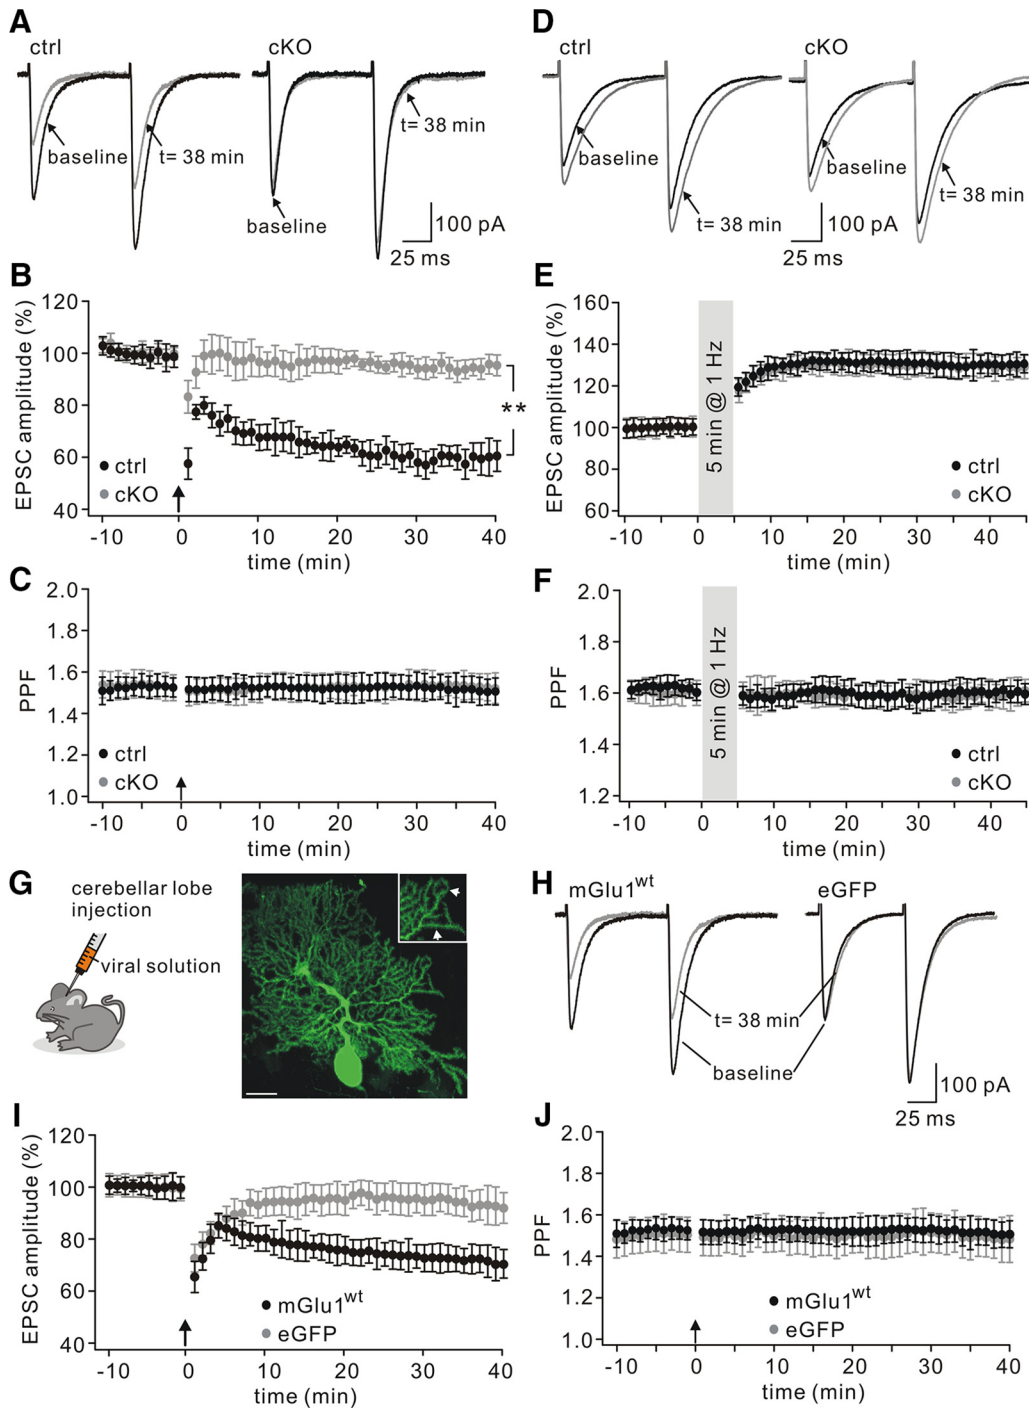 A
ctrl
cKO
baseline
t= 38 min
t= 38 min
baseline
100 pA
25 ms
D
ctrl
cKO
baseline
t= 38 min
baseline
t= 38 min
100 pA
25 ms
B
EPSC amplitude (%)
120
100
80
60
40
**
ctrl
cKO
-10
0
10
20
30
40
time (min)
E
EPSC amplitude (%)
160
140
120
100
80
60
5 min @ 1 Hz
ctrl
cKO
-10
0
10
20
30
40
time (min)
C
PPF
2.0
1.8
1.6
1.4
1.2
1.0
ctrl
cKO
-10
0
10
20
30
40
time (min)
F
PPF
2.0
1.8
1.6
1.4
1.2
5 min @ 1 Hz
ctrl
cKO
-10
0
10
20
30
40
time (min)
G
cerebellar lobe
injection
viral solution
H
mGlu1wt
eGFP
t= 38 min
baseline
100 pA
25 ms
I
EPSC amplitude (%)
120
100
80
60
40
mGlu1wt
eGFP
-10
0
10
20
30
40
time (min)
J
PPF
2.0
1.8
1.6
1.4
1.2
1.0
mGlu1wt
eGFP
-10
0
10
20
30
40
time (min)